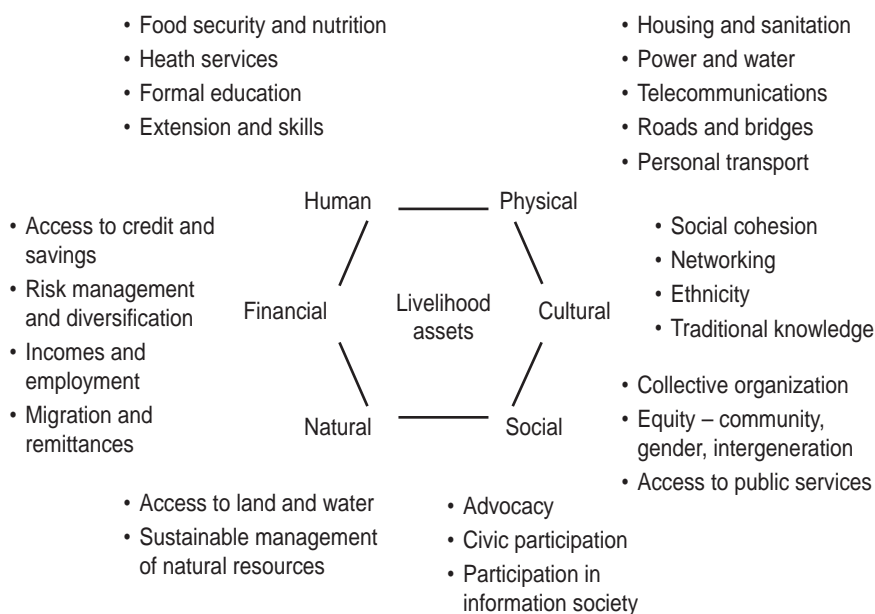 • Food security and nutrition
• Heath services
• Formal education
• Extension and skills
• Housing and sanitation
• Power and water
• Telecommunications
• Roads and bridges
• Personal transport
Human
Physical
• Access to credit and
savings
• Risk management
and diversification
• Incomes and
employment
• Migration and
remittances
Financial
Livelihood
assets
Cultural
• Social cohesion
• Networking
• Ethnicity
• Traditional knowledge
Natural
Social
• Collective organization
• Equity – community,
gender, intergeneration
• Access to public services
• Access to land and water
• Sustainable management
of natural resources
• Advocacy
• Civic participation
• Participation in
information society